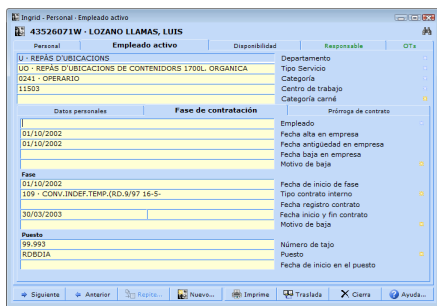 Ingrid - Personal - Empleado activo
43526071W · LOZANO LLAMAS, LUIS
Personal Empleado activo Disponibilidad Responsable OTs
U - REPÀS D'UBICACIONS Departamento
UO - REPÀS D'UBICACIONS DE CONTENIDORS 1700L. ORGANICA Tipo Servicio
0241 - OPERARIO Categoría
11503 Centro de trabajo
Categoría carné
Datos personales Fase de contratación Prórroga de contrato
Empleado
01/10/2002 Fecha alta en empresa
01/10/2002 Fecha antigüedad en empresa
Fecha baja en empresa
Motivo de baja
Fase
01/10/2002 Fecha de inicio de fase
109 - CONV.INDEF.TEMP.(RD.9/97 16-5- Tipo contrato interno
Fecha registro contrato
30/03/2003 Fecha inicio y fin contrato
Motivo de baja
Puesto
99.993 Número de tajo
RDBDIA Puesto
Fecha de inicio en el puesto
Siguiente Anterior Repite... Nuevo... Imprime Traslada Cierra Ayuda...